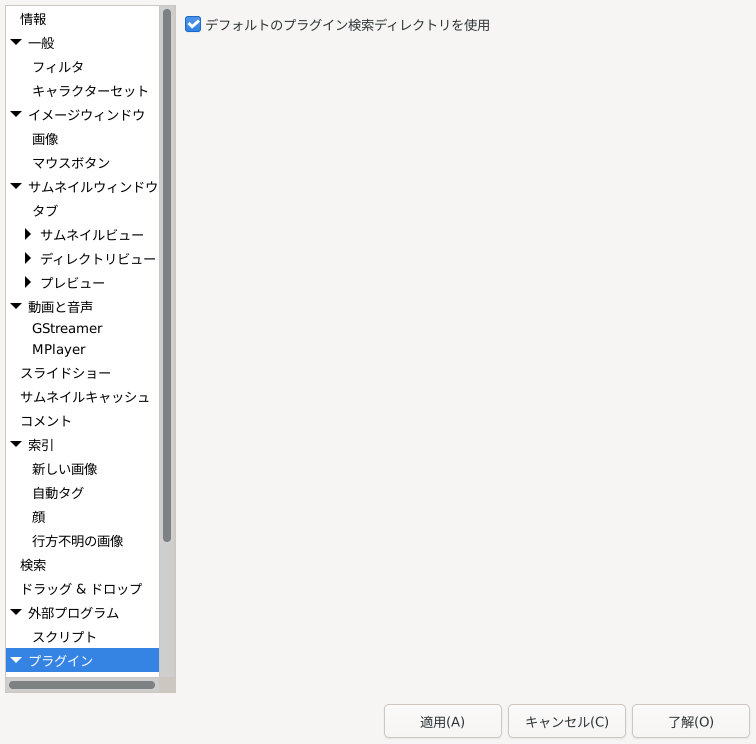 情報
一般
フィルタ
キャラクターセット
イメージウィンドウ
画像
マウスボタン
サムネイルウィンドウ
タブ
サムネイルビュー
ディレクトリビュー
プレビュー
動画と音声
GStreamer
MPlayer
スライドショー
サムネイルキャッシュ
コメント
索引
新しい画像
自動タグ
顔
行方不明の画像
検索
ドラッグ & ドロップ
外部プログラム
スクリプト
プラグイン
デフォルトのプラグイン検索ディレクトリを使用
適用(A)
キャンセル(C)
了解(O)